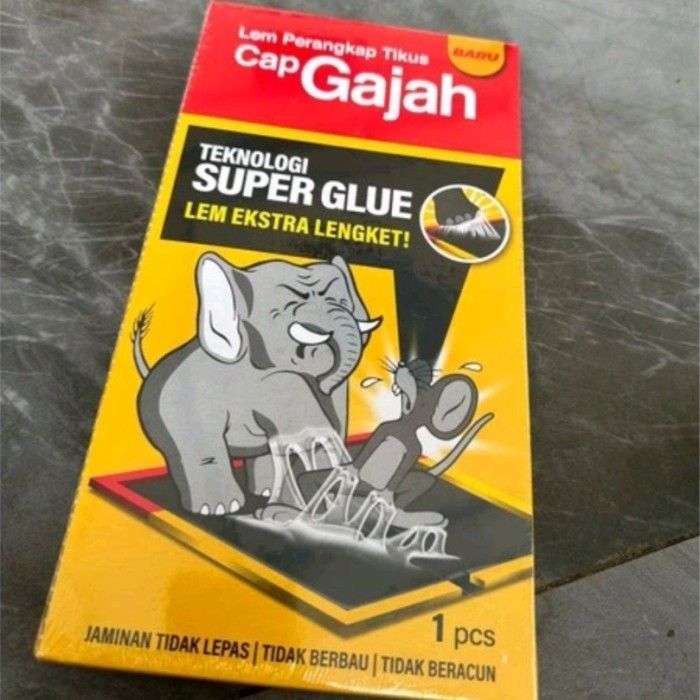 Lem Perangkap Tikus
BARU
Cap Gajah
TEKNOLOGI
SUPER GLUE
LEM EKSTRA LENGKET!
1 pcs
JAMINAN TIDAK LEPAS | TIDAK BERBAU | TIDAK BERACUN